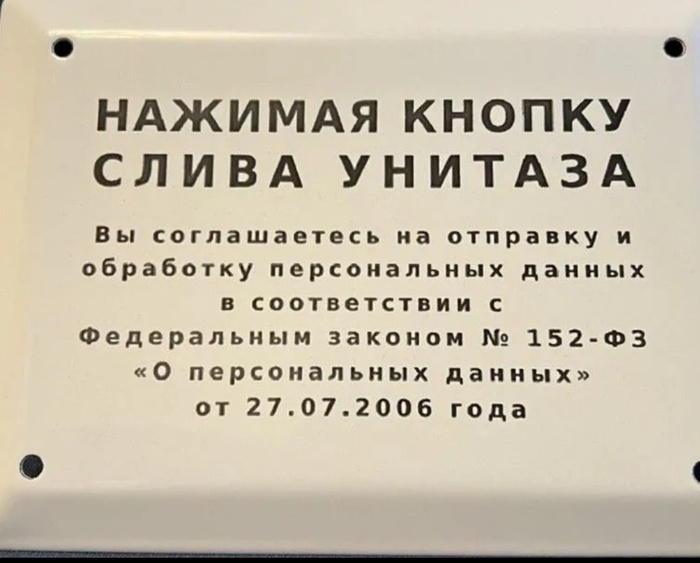 НАЖИМАЯ КНОПКУ
СЛИВА УНИТАЗА
Вы соглашаетесь на отправку и
обработку персональных данных
в соответствии с
Федеральным законом № 152-ФЗ
«О персональных данных»
от 27.07.2006 года